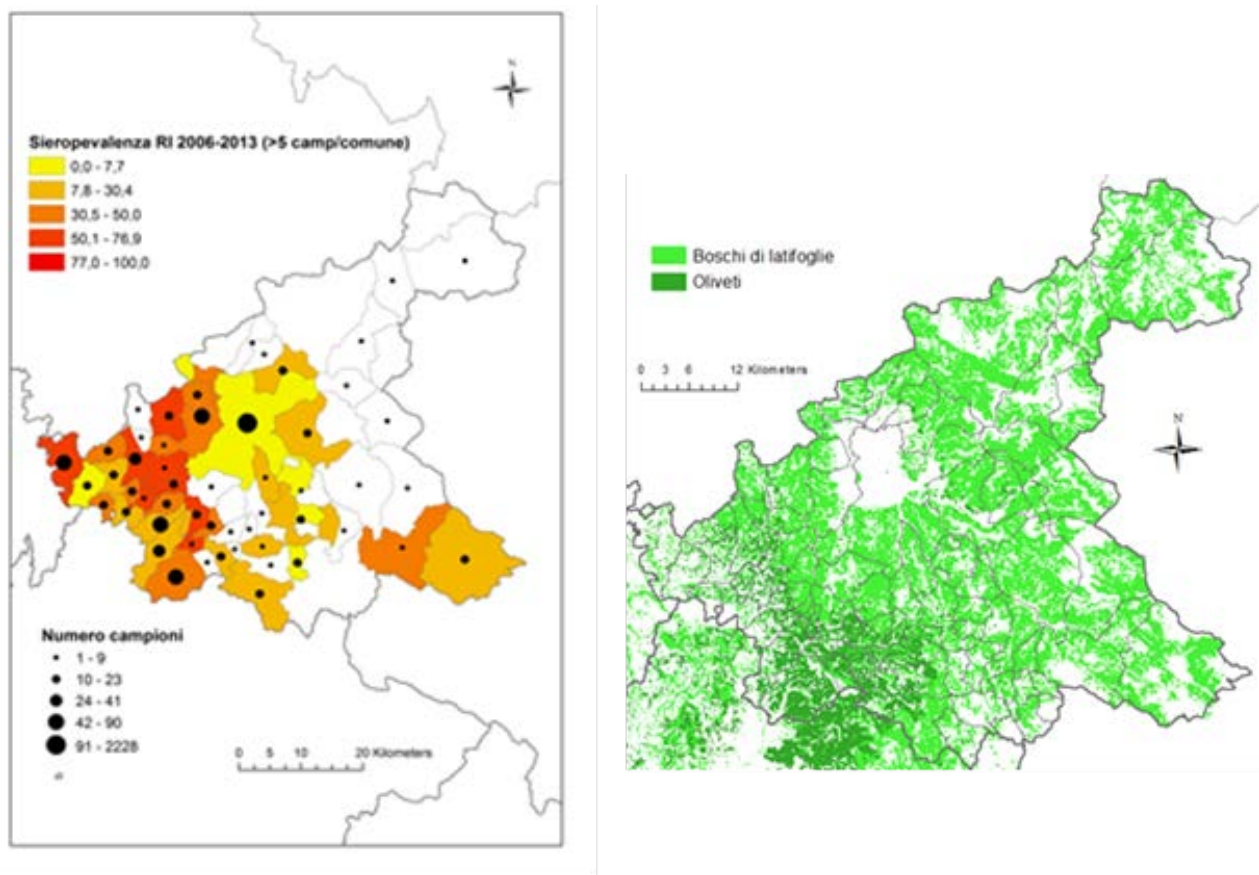 N
Sieropevalenza RI 2006-2013 (>5 camp/comune)
0,0 - 7,7
7,8 - 30,4
30,5 - 50,0
50,1 - 76,9
77,0 - 100,0
Numero campioni
1 - 9
10 - 23
24 - 41
42 - 90
91 - 2228
0 5 10 20 Kilometers
Boschi di latifoglie
Oliveti
0 3 6 12 Kilometers
N